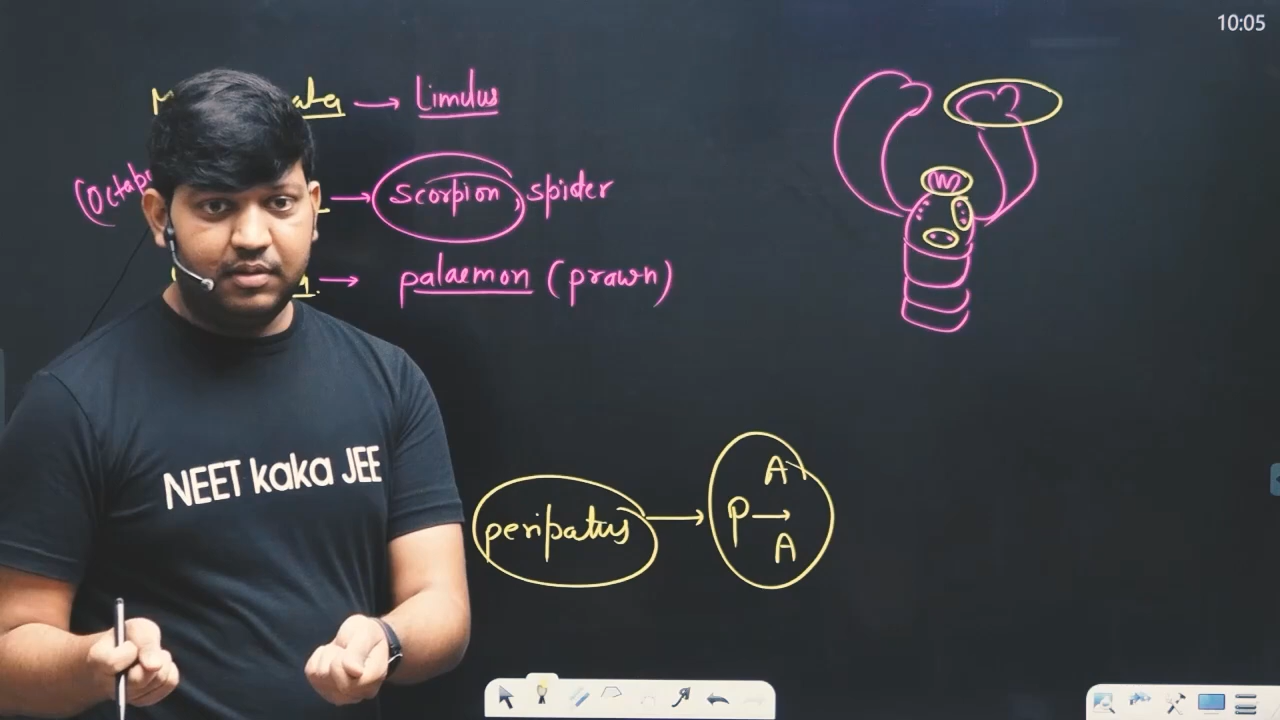 10:05
→ Limulus
→ scorpion, spider
→ palaemon (prawn)
NEET kaka JEE
peripatus → P → A
A